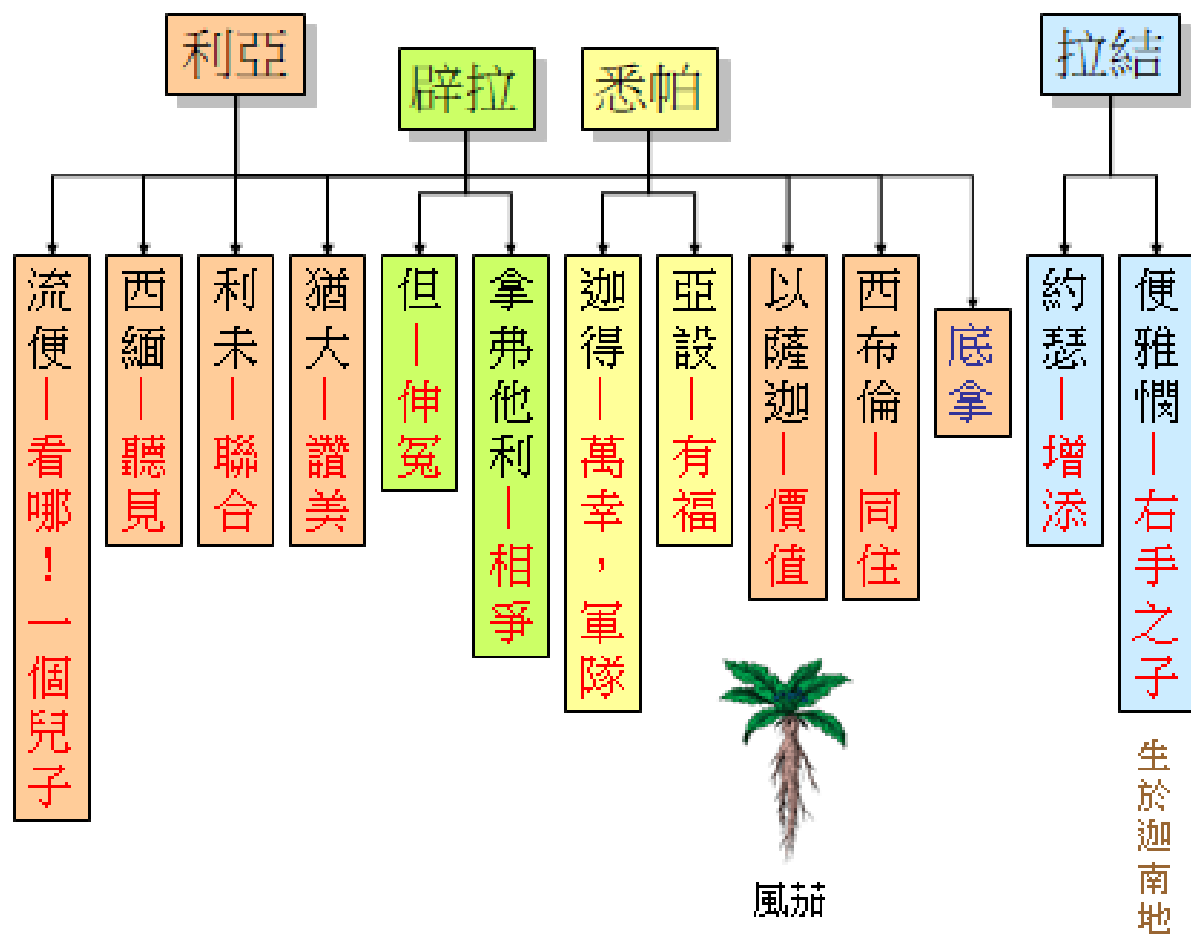 利亞
辟拉
悉帕
拉結
流便—看哪！一個兒子
西緬—聽見
利未—聯合
猶大—讚美
但—伸冤
拿弗他利—相爭
迦得—萬幸，軍隊
亞設—有福
以薩迦—價值
西布倫—同住
底拿
約瑟—增添
便雅憫—右手之子
生於迦南地
風茄